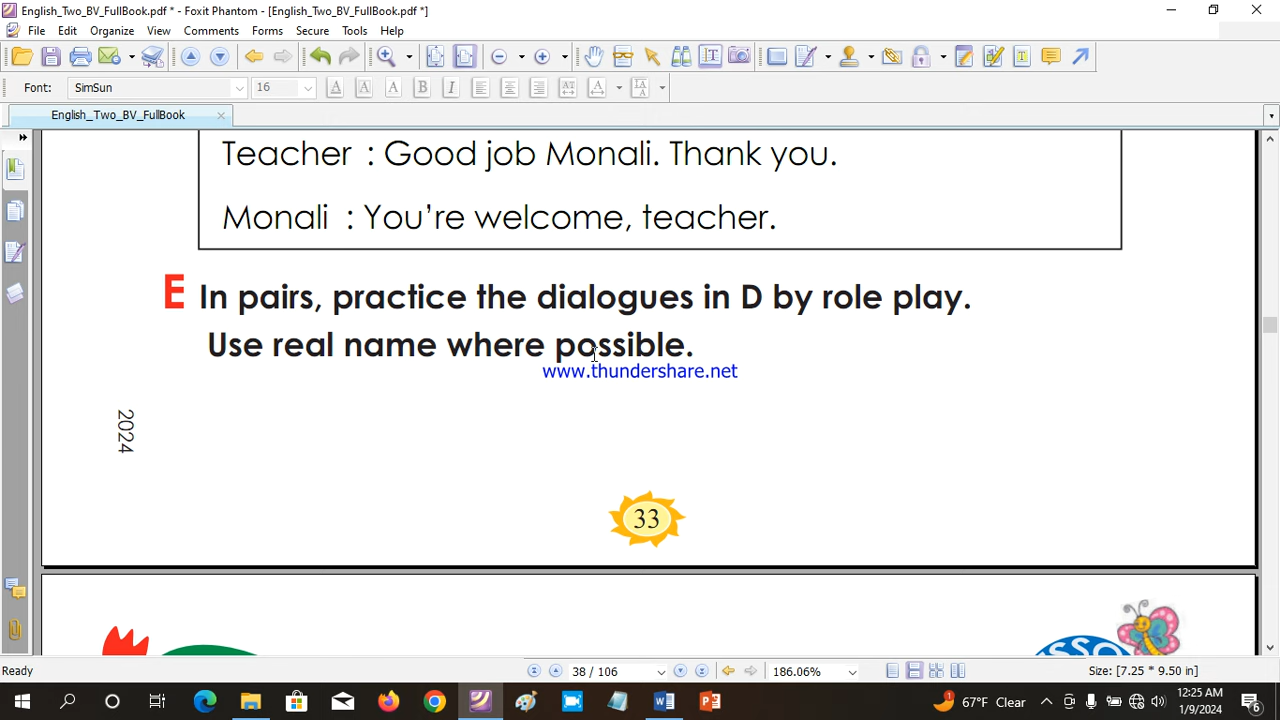 English_Two_BV_FullBook.pdf * - Foxit Phantom - [English_Two_BV_FullBook.pdf *]
File Edit Organize View Comments Forms Secure Tools Help
Font: SimSun 16
English_Two_BV_FullBook
Teacher : Good job Monali. Thank you.
Monali : You're welcome, teacher.
E In pairs, practice the dialogues in D by role play.
Use real name where possible.
www.thundershare.net
2024
33
Ready 38 / 106 186.06% Size: [7.25 * 9.50 in]
67°F Clear 12:25 AM
1/9/2024 6